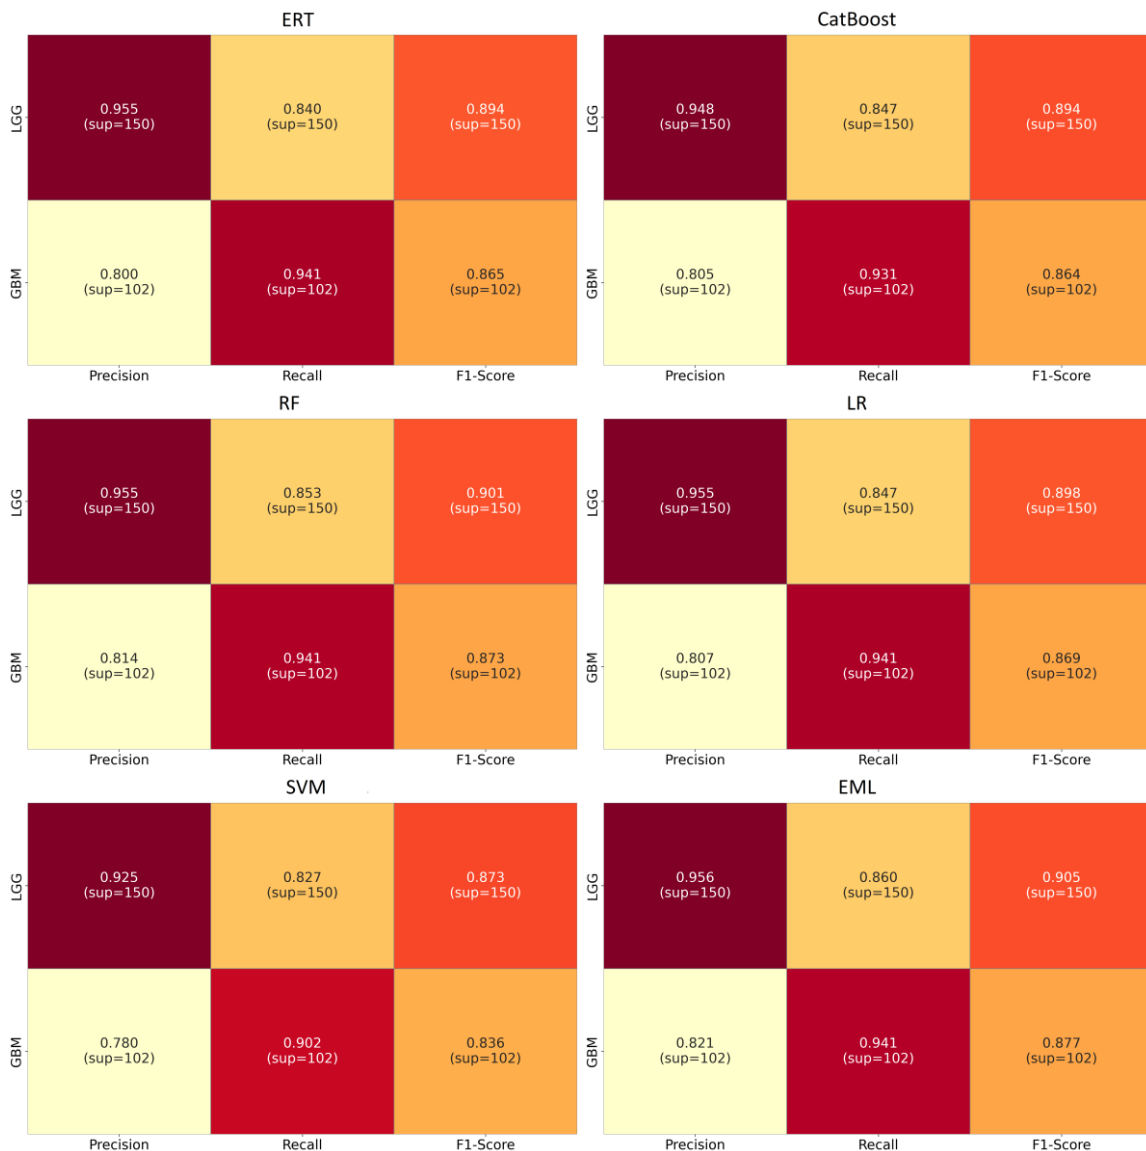 ERT
LGG
0.955
(sup=150)
0.840
(sup=150)
0.894
(sup=150)
GBM
0.800
(sup=102)
0.941
(sup=102)
0.865
(sup=102)
Precision
Recall
F1-Score
CatBoost
LGG
0.948
(sup=150)
0.847
(sup=150)
0.894
(sup=150)
GBM
0.805
(sup=102)
0.931
(sup=102)
0.864
(sup=102)
Precision
Recall
F1-Score
RF
LGG
0.955
(sup=150)
0.853
(sup=150)
0.901
(sup=150)
GBM
0.814
(sup=102)
0.941
(sup=102)
0.873
(sup=102)
Precision
Recall
F1-Score
LR
LGG
0.955
(sup=150)
0.847
(sup=150)
0.898
(sup=150)
GBM
0.807
(sup=102)
0.941
(sup=102)
0.869
(sup=102)
Precision
Recall
F1-Score
SVM
LGG
0.925
(sup=150)
0.827
(sup=150)
0.873
(sup=150)
GBM
0.780
(sup=102)
0.902
(sup=102)
0.836
(sup=102)
Precision
Recall
F1-Score
EML
LGG
0.956
(sup=150)
0.860
(sup=150)
0.905
(sup=150)
GBM
0.821
(sup=102)
0.941
(sup=102)
0.877
(sup=102)
Precision
Recall
F1-Score